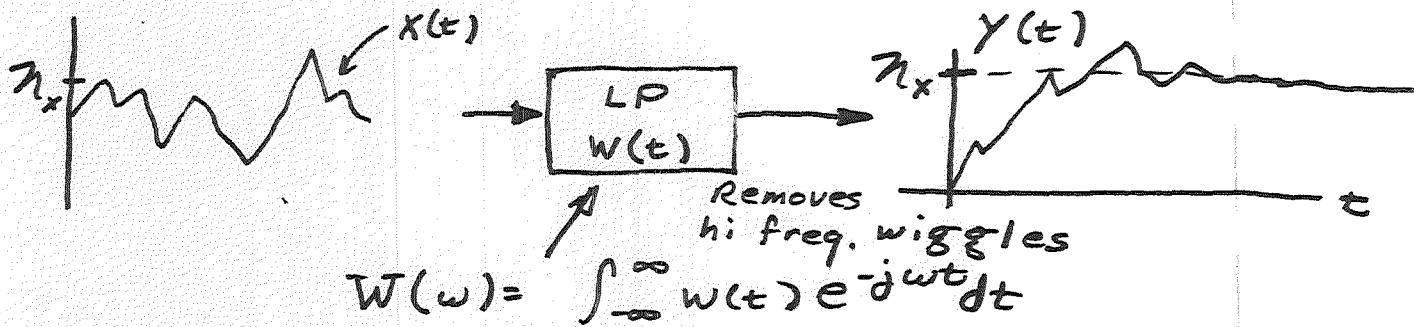 X(t)
η_x
LP
W(t)
Y(t)
η_x
t
Removes
hi freq. wiggles
W(ω) = ∫_{-∞}^{∞} w(t) e^{-jωt} dt